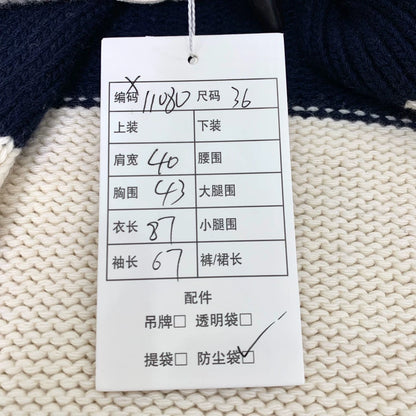 编码 X11080 尺码 36
上装 下装
肩宽 40 腰围
胸围 43 大腿围
衣长 87 小腿围
袖长 67 裤/裙长
配件
吊牌□ 透明袋□
提袋□ 防尘袋☑